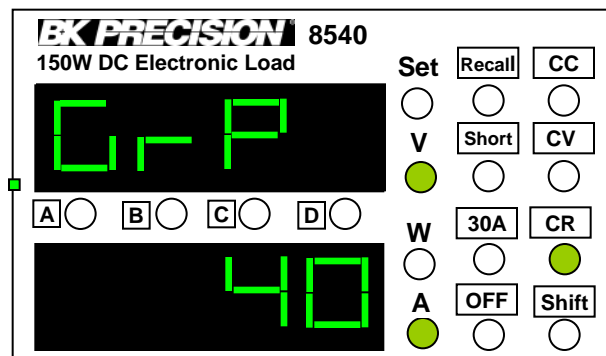 BK PRECISION® 8540
150W DC Electronic Load
Set Recall CC
GrP
V Short CV
A B C D
W 30A CR
40
A OFF Shift